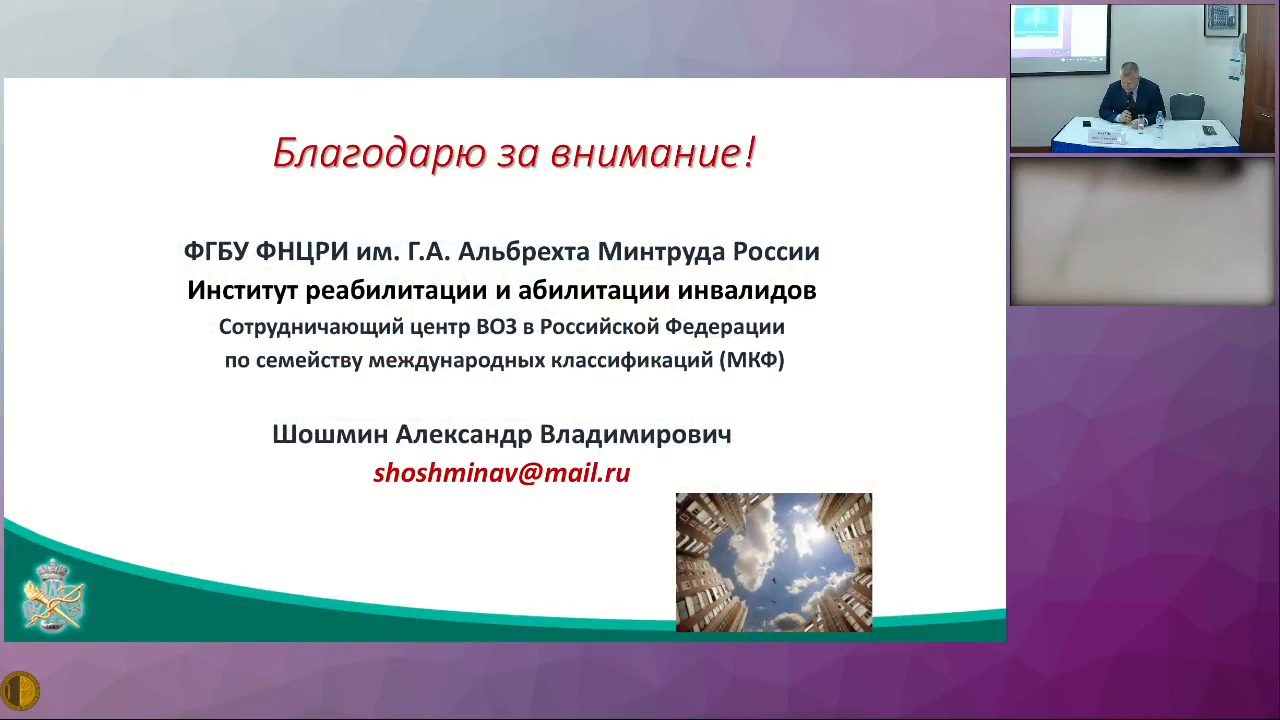 Благодарю за внимание!
ФГБУ ФНЦРИ им. Г.А. Альбрехта Минтруда России
Институт реабилитации и абилитации инвалидов
Сотрудничающий центр ВОЗ в Российской Федерации
по семейству международных классификаций (МКФ)
Шошмин Александр Владимирович
shoshminav@mail.ru